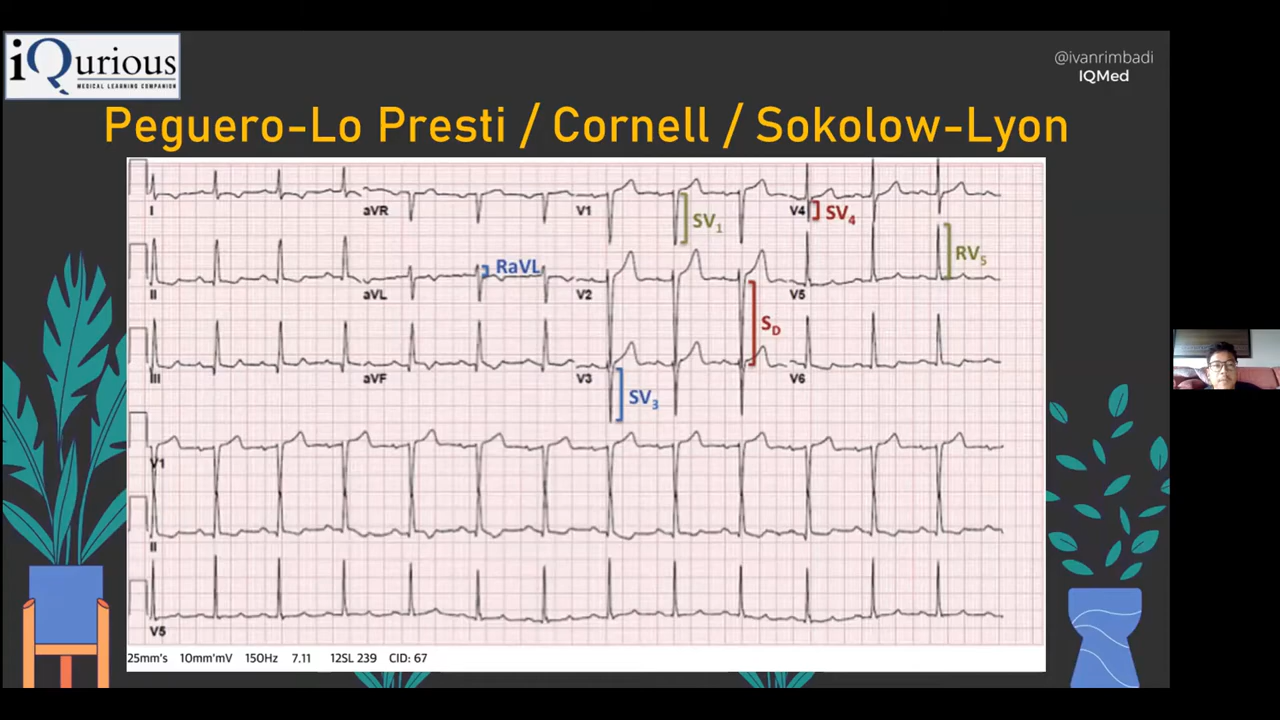 iQurious
MEDICAL LEARNING COMPANION
@ivanrimbadi
IQMed
Peguero-Lo Presti / Cornell / Sokolow-Lyon
I
aVR
V1
SV1
V4
SV4
II
aVL
RaVL
V2
SD
V5
RV5
III
aVF
V3
SV3
V6
V1
II
V5
25mm's 10mm'mV 150Hz 7.11 12SL 239 CID: 67